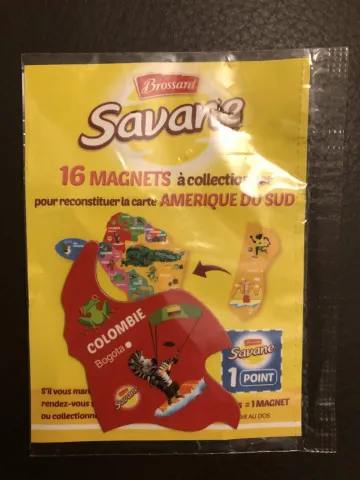 Brossard
Savane
16 MAGNETS à collectionner
pour reconstituer la carte AMERIQUE DU SUD
COLOMBIE
Bogota
Savane
Savane
1 POINT
S'il vous man
rendez-vous
= 1 MAGNET
ou collectionne
AU DOS